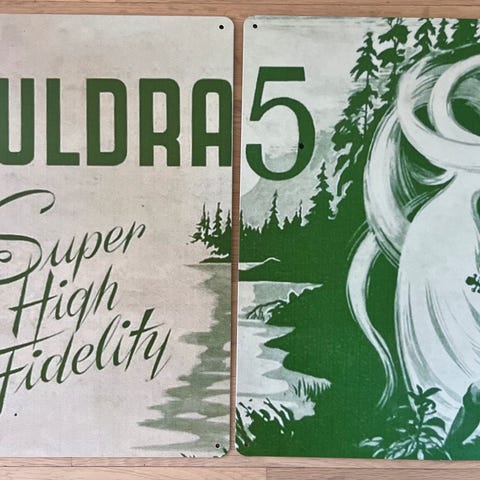 ULDRA 5
Super
High
Fidelity